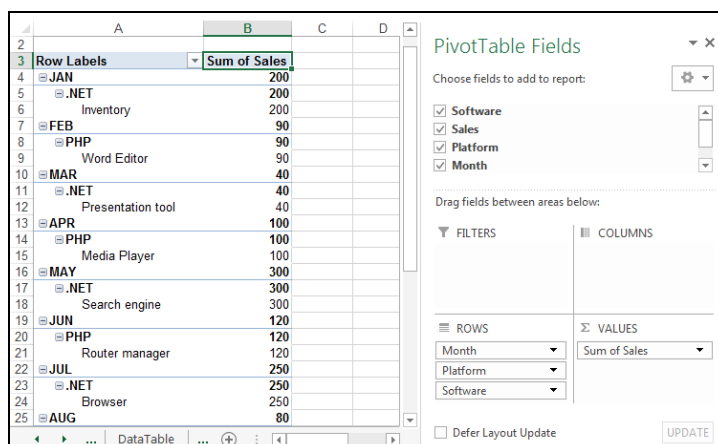 A B C D
2
3 Row Labels Sum of Sales
4 JAN 200
5 .NET 200
6 Inventory 200
7 FEB 90
8 PHP 90
9 Word Editor 90
10 MAR 40
11 .NET 40
12 Presentation tool 40
13 APR 100
14 PHP 100
15 Media Player 100
16 MAY 300
17 .NET 300
18 Search engine 300
19 JUN 120
20 PHP 120
21 Router manager 120
22 JUL 250
23 .NET 250
24 Browser 250
25 AUG 80
... DataTable ...
PivotTable Fields
Choose fields to add to report:
Software
Sales
Platform
Month
Drag fields between areas below:
FILTERS
COLUMNS
ROWS
Month
Platform
Software
Σ VALUES
Sum of Sales
Defer Layout Update
UPDATE